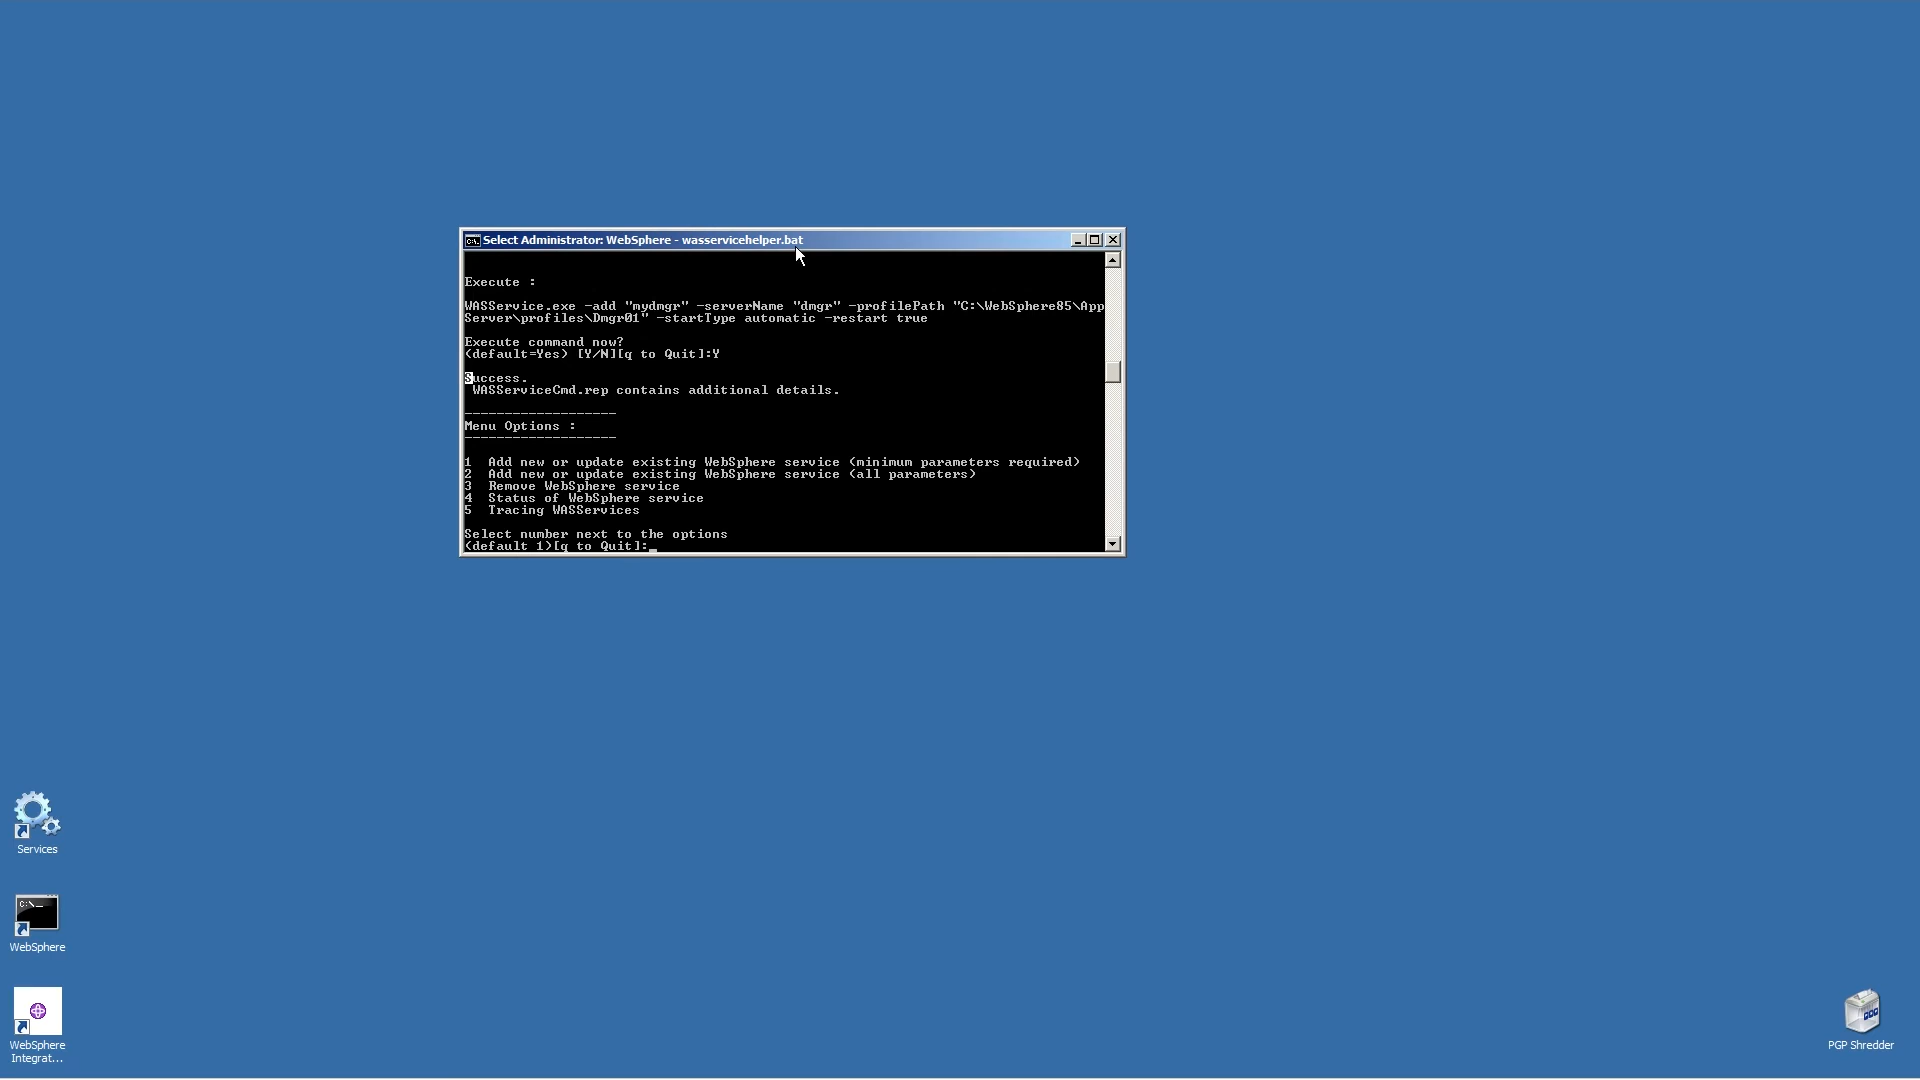 Select Administrator: WebSphere - wasservicehelper.bat
Execute :
WASService.exe -add "mydmgr" -serverName "dmgr" -profilePath "C:\WebSphere85\App
Server\profiles\Dmgr01" -startType automatic -restart true
Execute command now?
(default=Yes) [Y/N][q to Quit]:Y
Success.
WASServiceCmd.rep contains additional details.
-------------------
Menu Options :
-------------------
1  Add new or update existing WebSphere service (minimum parameters required)
2  Add new or update existing WebSphere service (all parameters)
3  Remove WebSphere service
4  Status of WebSphere service
5  Tracing WASServices
Select number next to the options
(default 1)[q to Quit]:_
Services
C:\._
WebSphere
WebSphere
Integrat...
PGP Shredder